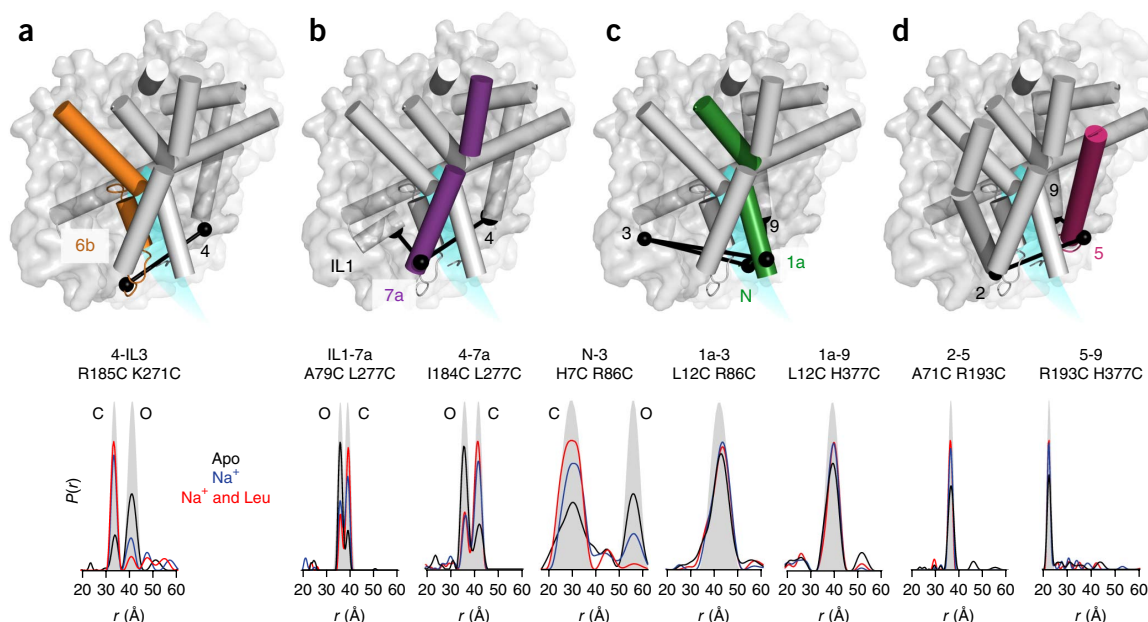 a b c d
6b 4
IL1 4 7a
3 9 1a N
9 5 2
4-IL3
R185C K271C
IL1-7a
A79C L277C
4-7a
I184C L277C
N-3
H7C R86C
1a-3
L12C R86C
1a-9
L12C H377C
2-5
A71C R193C
5-9
R193C H377C
C O
O C
O C
C O
P(r)
Apo
Na⁺
Na⁺ and Leu
20 30 40 50 60
20 30 40 50 60
20 30 40 50 60
20 30 40 50 60
20 30 40 50 60
20 30 40 50 60
20 30 40 50 60
20 30 40 50 60
r (Å)
r (Å)
r (Å)
r (Å)
r (Å)
r (Å)
r (Å)
r (Å)